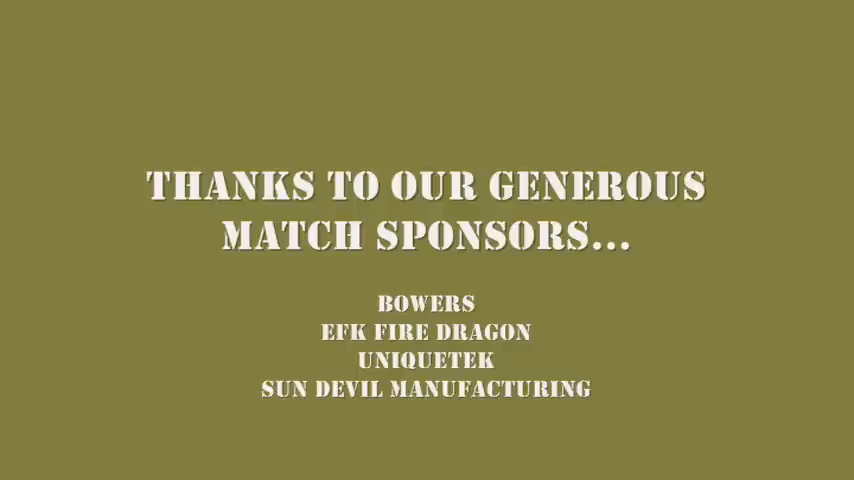 THANKS TO OUR GENEROUS
MATCH SPONSORS...
BOWERS
EFK FIRE DRAGON
UNIQUETEK
SUN DEVIL MANUFACTURING